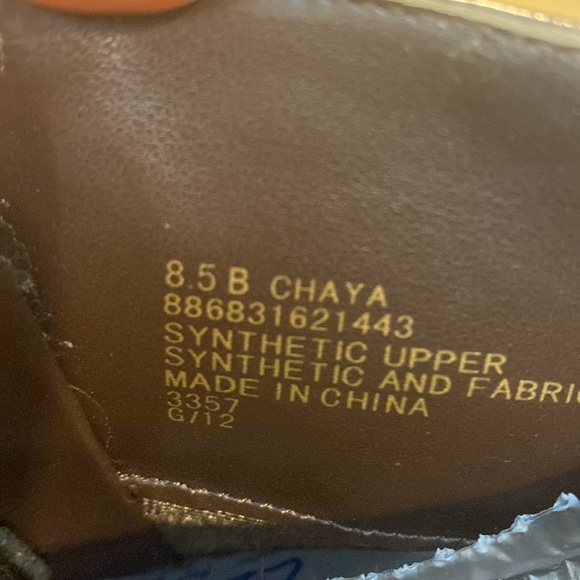 8.5 B CHAYA
886831621443
SYNTHETIC UPPER
SYNTHETIC AND FABRIC
MADE IN CHINA
3357
G/12